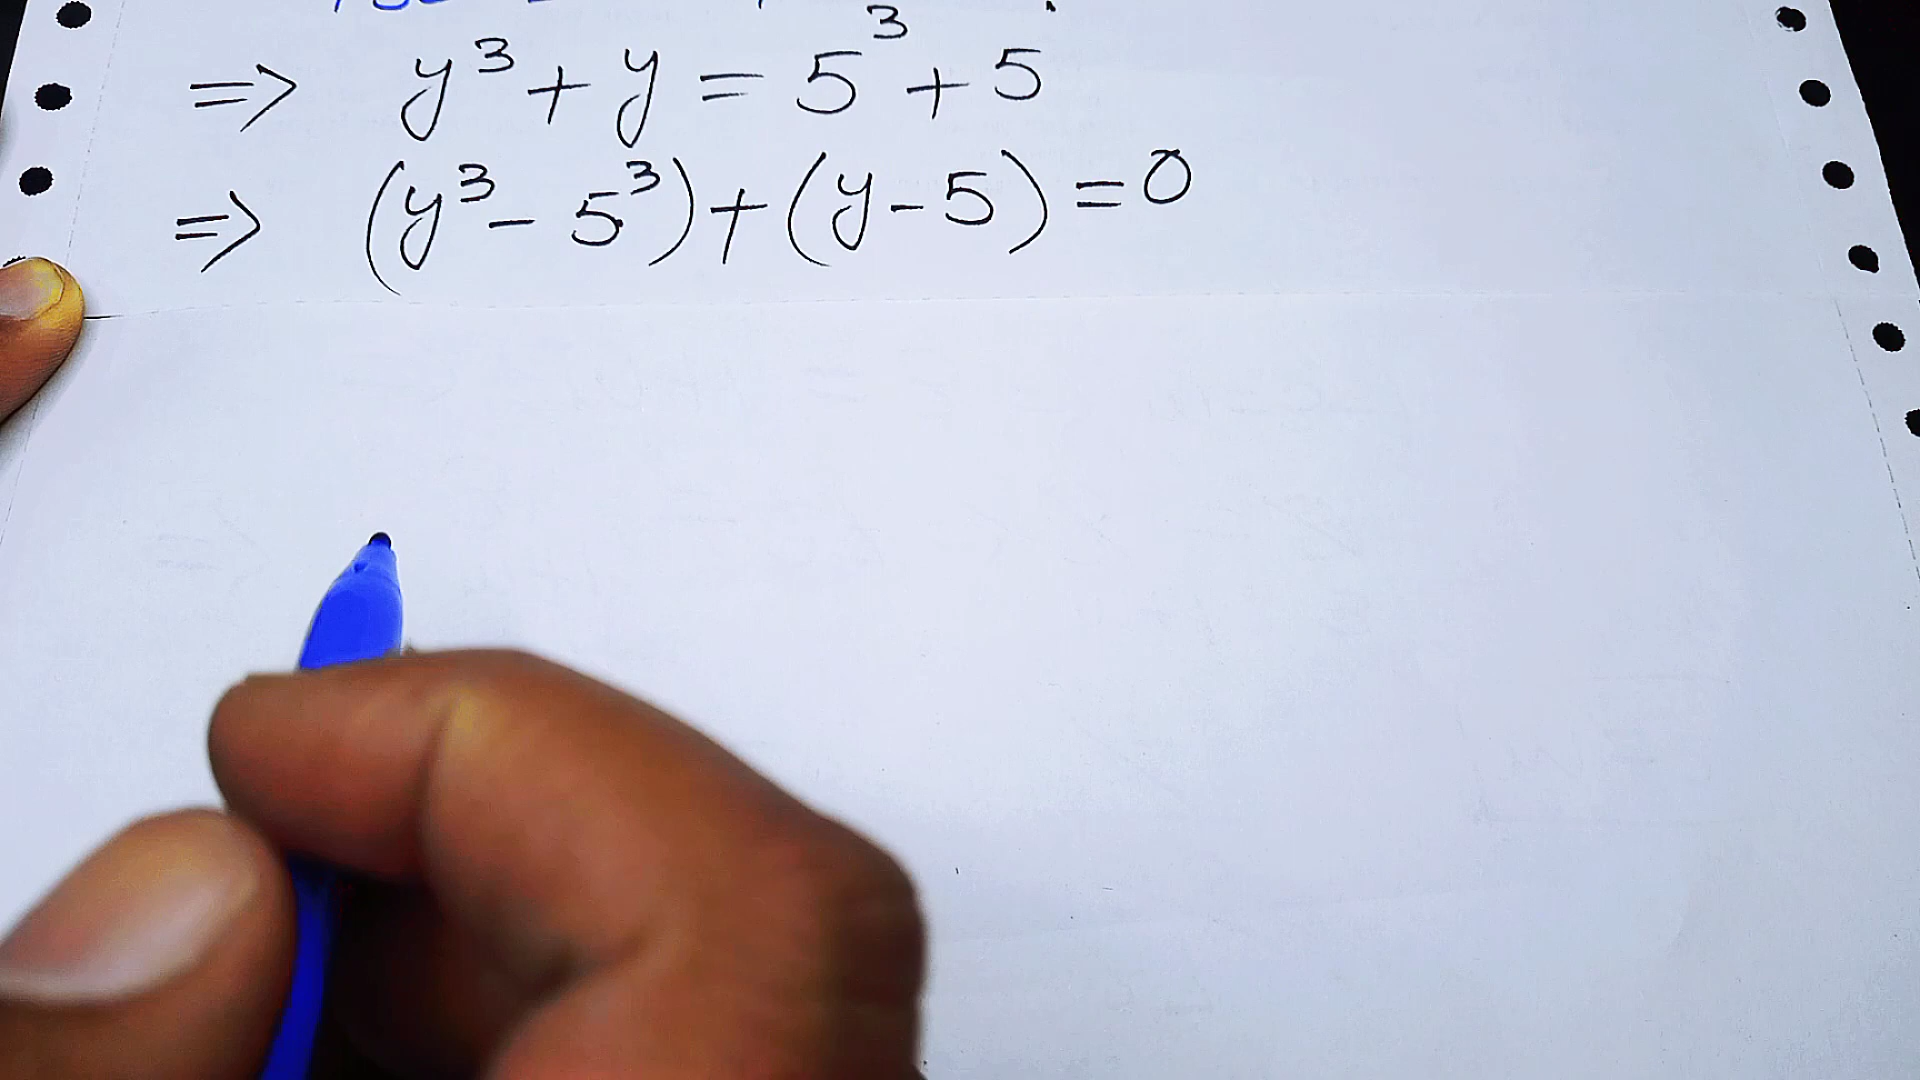 ⇒ y³ + y = 5³ + 5
⇒ (y³ - 5³) + (y - 5) = 0